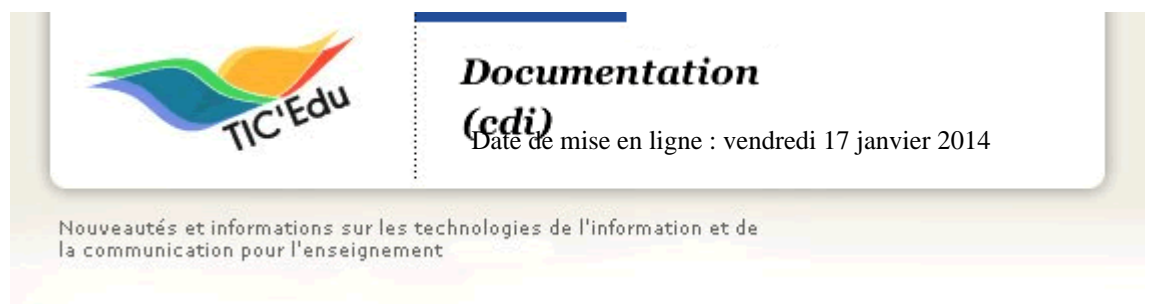 TIC'Edu
Documentation
(cdi)
Date de mise en ligne : vendredi 17 janvier 2014
Nouveautés et informations sur les technologies de l'information et de
la communication pour l'enseignement